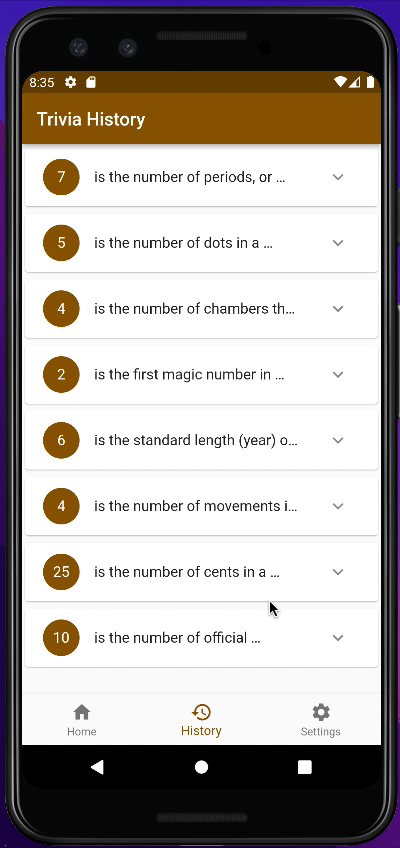 8:35
Trivia History
7 is the number of periods, or ...
5 is the number of dots in a ...
4 is the number of chambers th...
2 is the first magic number in ...
6 is the standard length (year) o...
4 is the number of movements i...
25 is the number of cents in a ...
10 is the number of official ...
Home History Settings